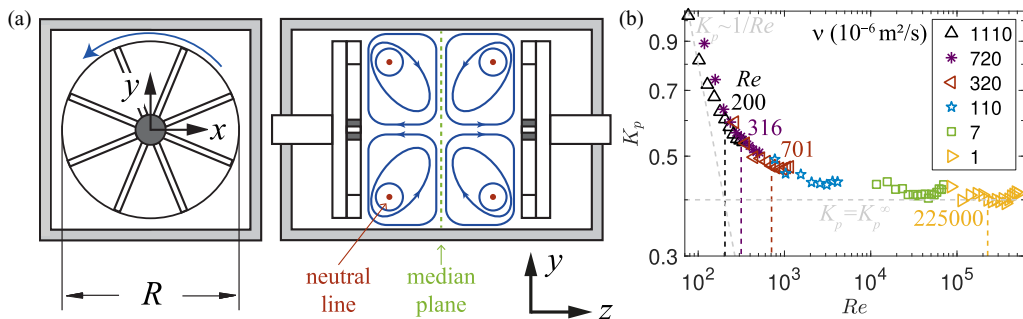 (a)
y
x
R
neutral
line
median
plane
y
z
(b)
K_p~1/Re
ν (10⁻⁶ m²/s)
1110
720
320
110
7
1
Re
200
316
701
225000
K_p=K_p^∞
K_p
0.9
0.7
0.5
0.3
10²
10³
10⁴
10⁵
Re